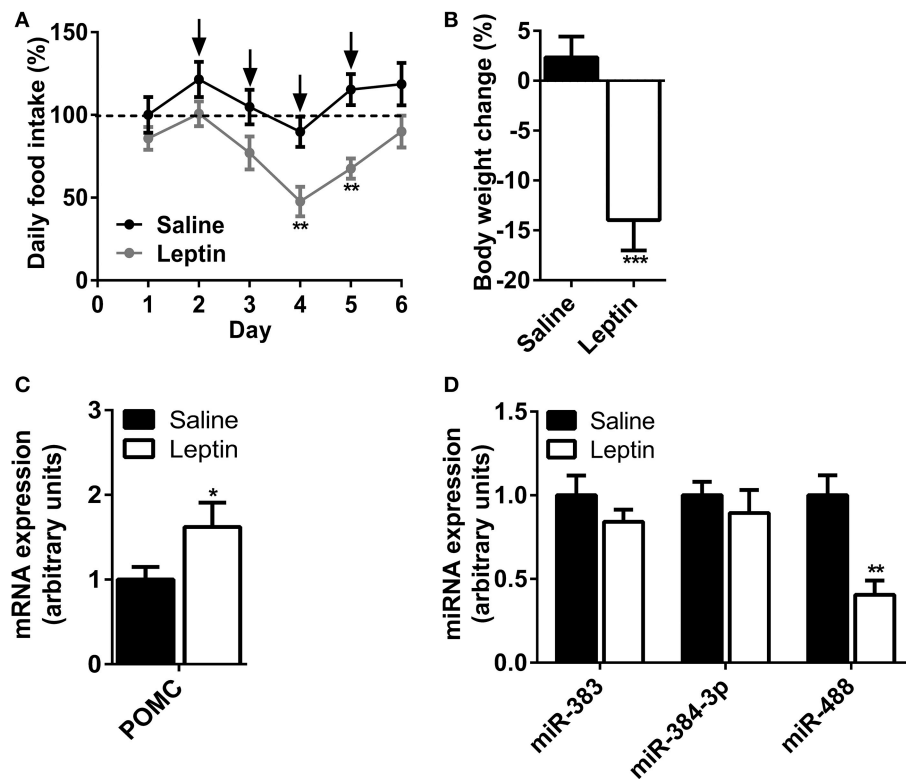 A
Daily food intake (%)
150
100
50
0
0 1 2 3 4 5 6
Day
** **
Saline
Leptin
B
Body weight change (%)
5
0
-5
-10
-15
-20
***
Saline
Leptin
C
mRNA expression
(arbitrary units)
3
2
1
0
Saline
Leptin
*
POMC
D
miRNA expression
(arbitrary units)
1.5
1.0
0.5
0.0
Saline
Leptin
**
miR-383
miR-384-3p
miR-488